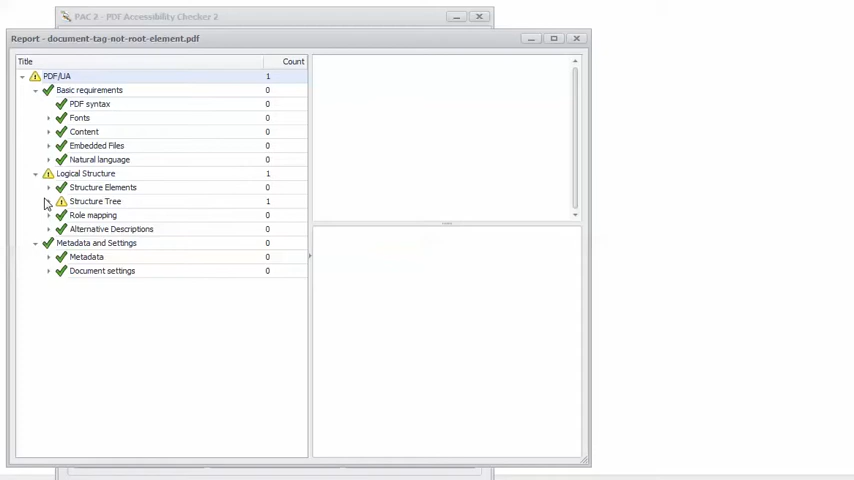 PAC 2 - PDF Accessibility Checker 2
Report - document-tag-not-root-element.pdf
Title Count
PDF/UA 1
Basic requirements 0
PDF syntax 0
Fonts 0
Content 0
Embedded Files 0
Natural language 0
Logical Structure 1
Structure Elements 0
Structure Tree 1
Role mapping 0
Alternative Descriptions 0
Metadata and Settings 0
Metadata 0
Document settings 0